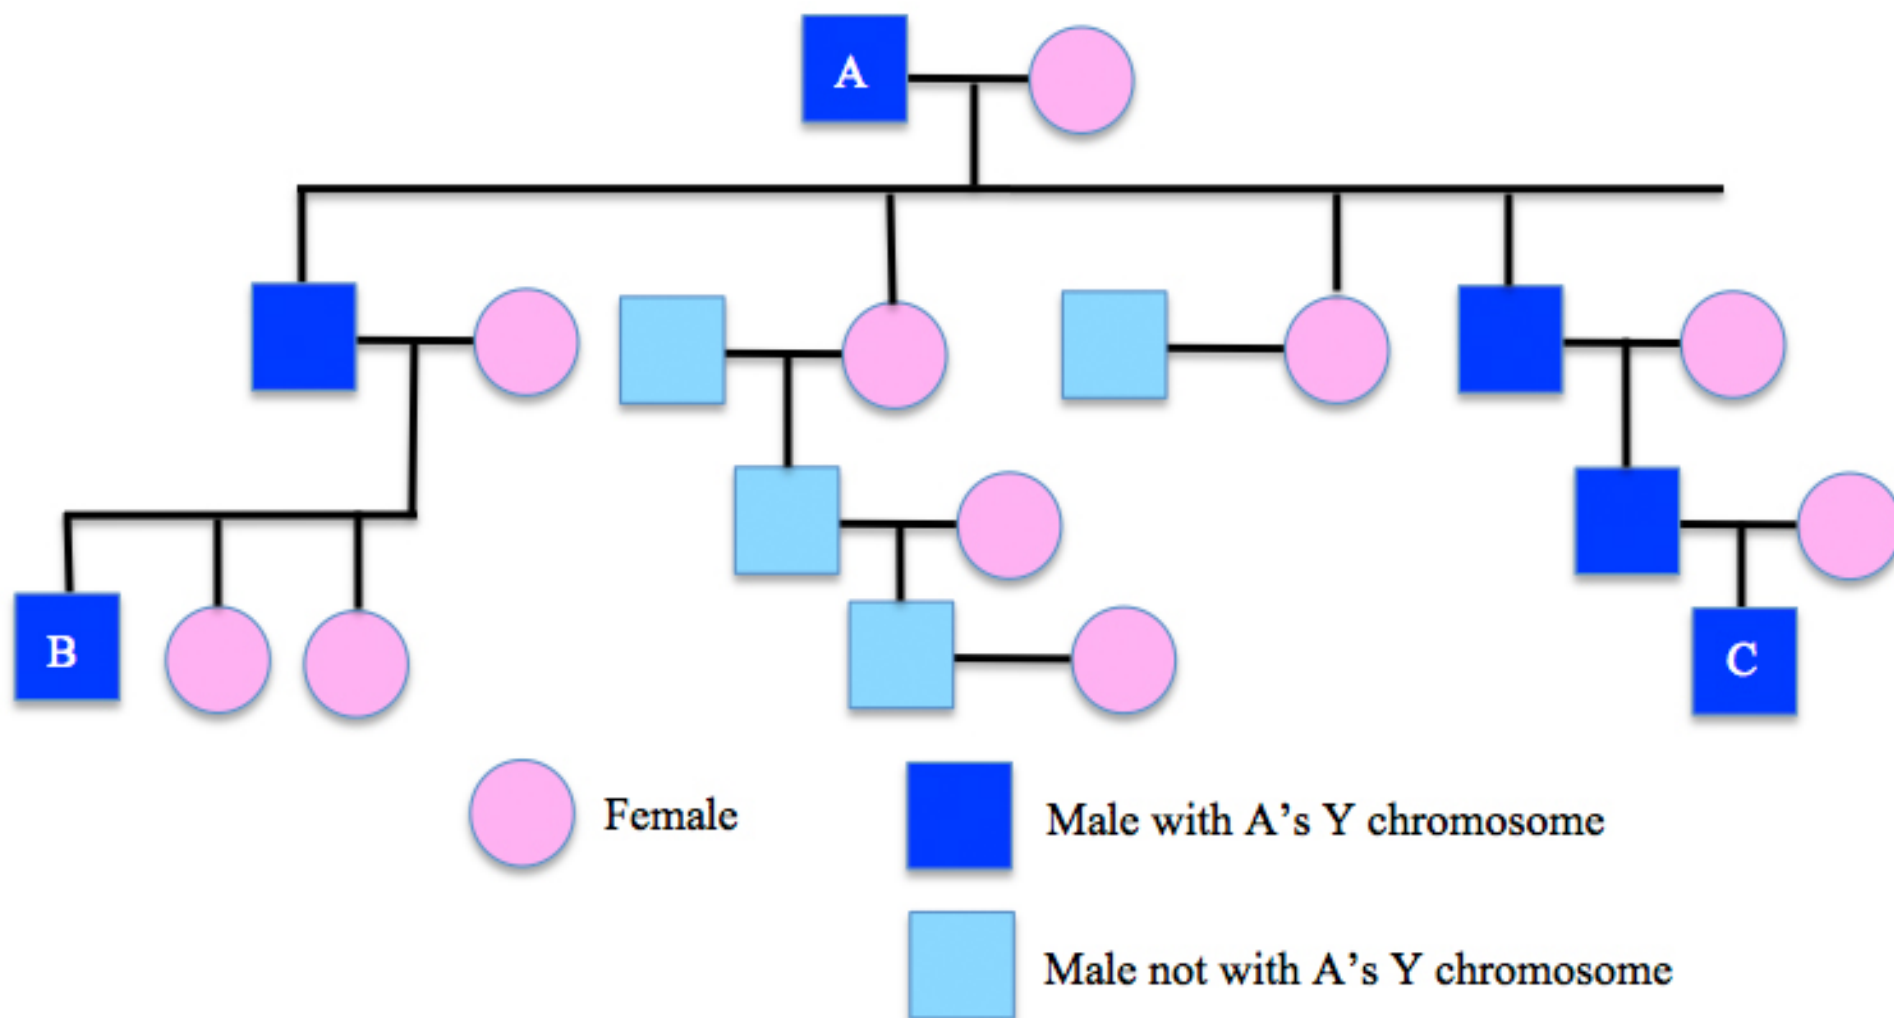 A
B
C
Female
Male with A’s Y chromosome
Male not with A’s Y chromosome